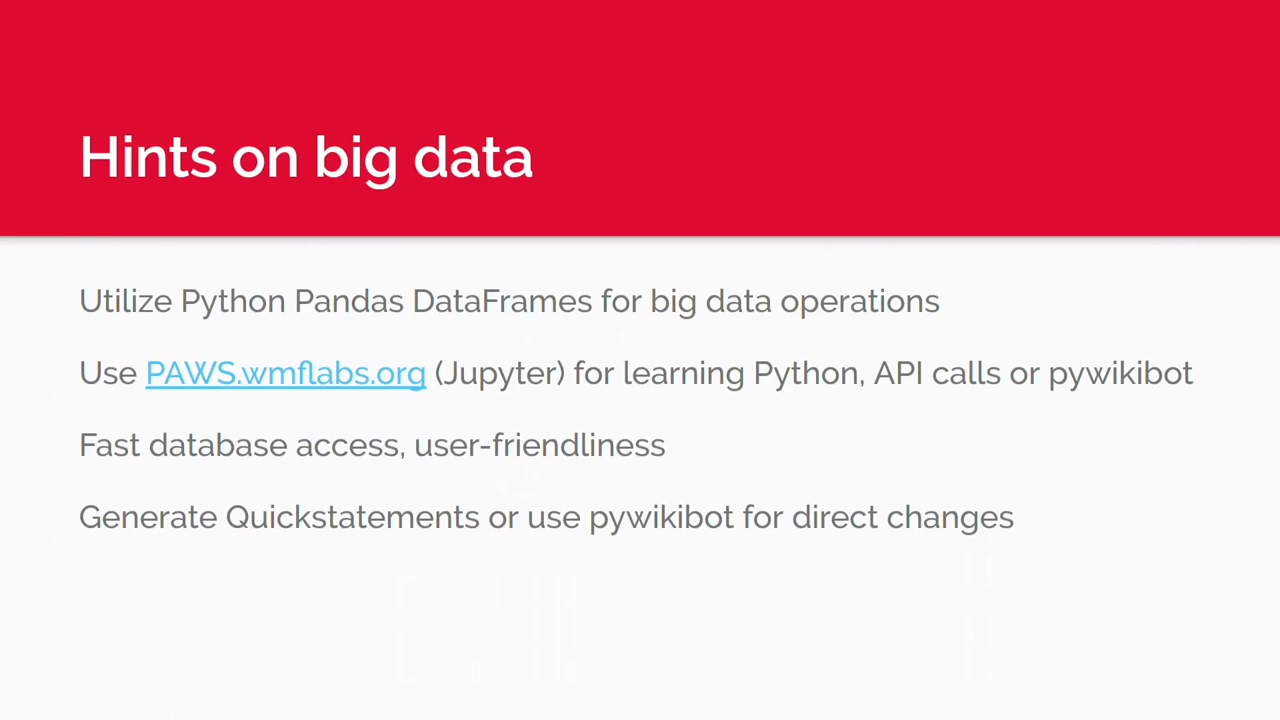 Hints on big data
Utilize Python Pandas DataFrames for big data operations
Use PAWS.wmflabs.org (Jupyter) for learning Python, API calls or pywikibot
Fast database access, user-friendliness
Generate Quickstatements or use pywikibot for direct changes